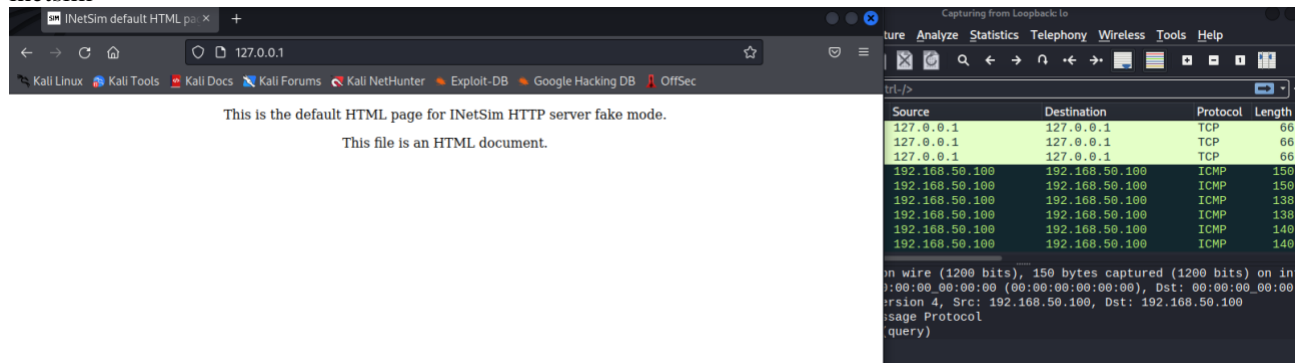 INetSim default HTML pa
127.0.0.1
Kali Linux Kali Tools Kali Docs Kali Forums Kali NetHunter Exploit-DB Google Hacking DB OffSec
This is the default HTML page for INetSim HTTP server fake mode.
This file is an HTML document.
Capturing from Loopback: lo
ture Analyze Statistics Telephony Wireless Tools Help
trl-/>
Source Destination Protocol Length
127.0.0.1 127.0.0.1 TCP 66
127.0.0.1 127.0.0.1 TCP 66
127.0.0.1 127.0.0.1 TCP 66
192.168.50.100 192.168.50.100 ICMP 150
192.168.50.100 192.168.50.100 ICMP 150
192.168.50.100 192.168.50.100 ICMP 138
192.168.50.100 192.168.50.100 ICMP 138
192.168.50.100 192.168.50.100 ICMP 140
192.168.50.100 192.168.50.100 ICMP 140
on wire (1200 bits), 150 bytes captured (1200 bits) on in
0:00:00_00:00:00 (00:00:00:00:00:00), Dst: 00:00:00_00:00
ersion 4, Src: 192.168.50.100, Dst: 192.168.50.100
ssage Protocol
(query)